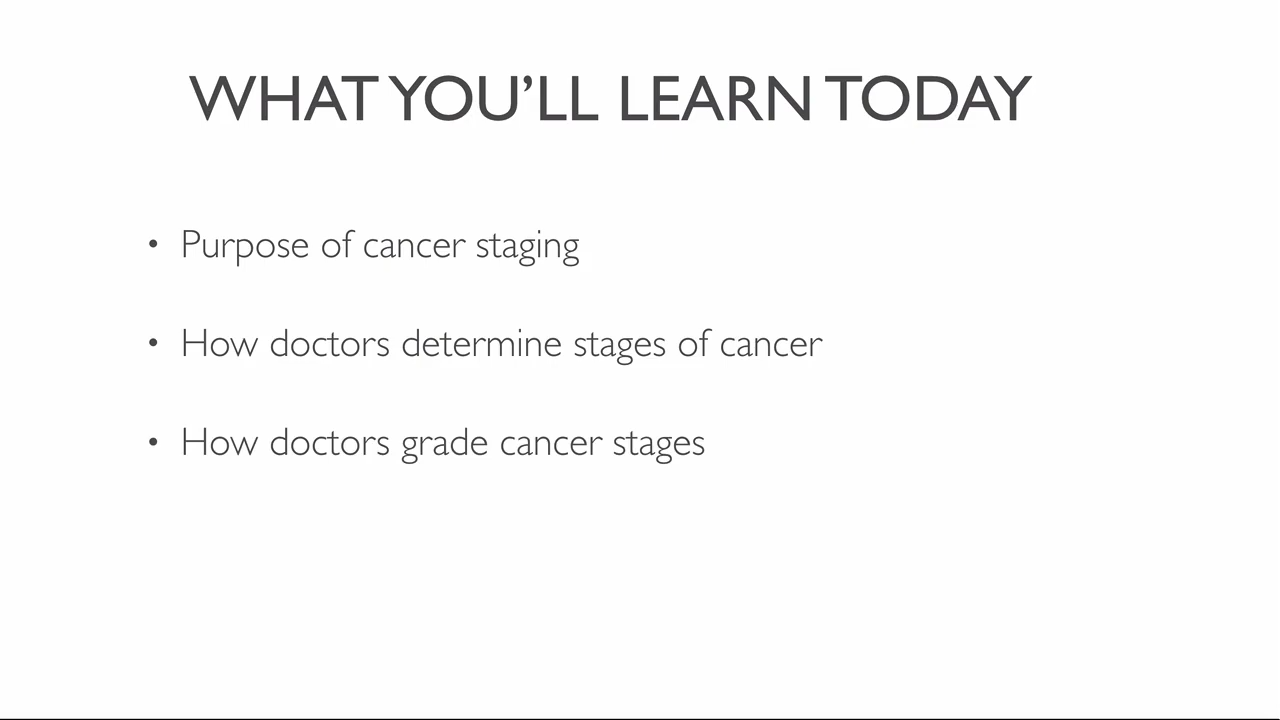 WHAT YOU’LL LEARN TODAY
• Purpose of cancer staging
• How doctors determine stages of cancer
• How doctors grade cancer stages